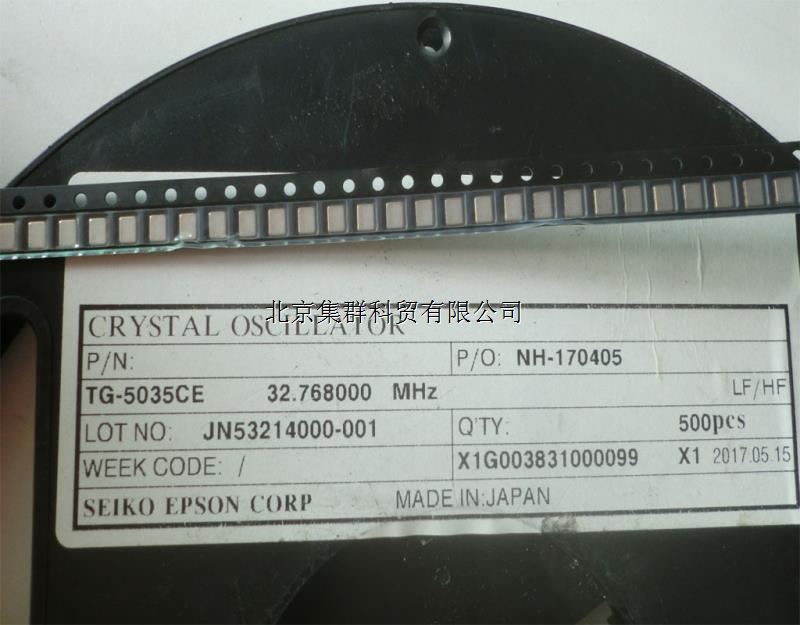 北京集群科贸有限公司
CRYSTAL OSCILLATOR
P/N: P/O: NH-170405
TG-5035CE 32.768000 MHz LF/HF
LOT NO: JN53214000-001 Q'TY: 500pcs
WEEK CODE: / X1G003831000099 X1 2017.05.15
SEIKO EPSON CORP MADE IN:JAPAN